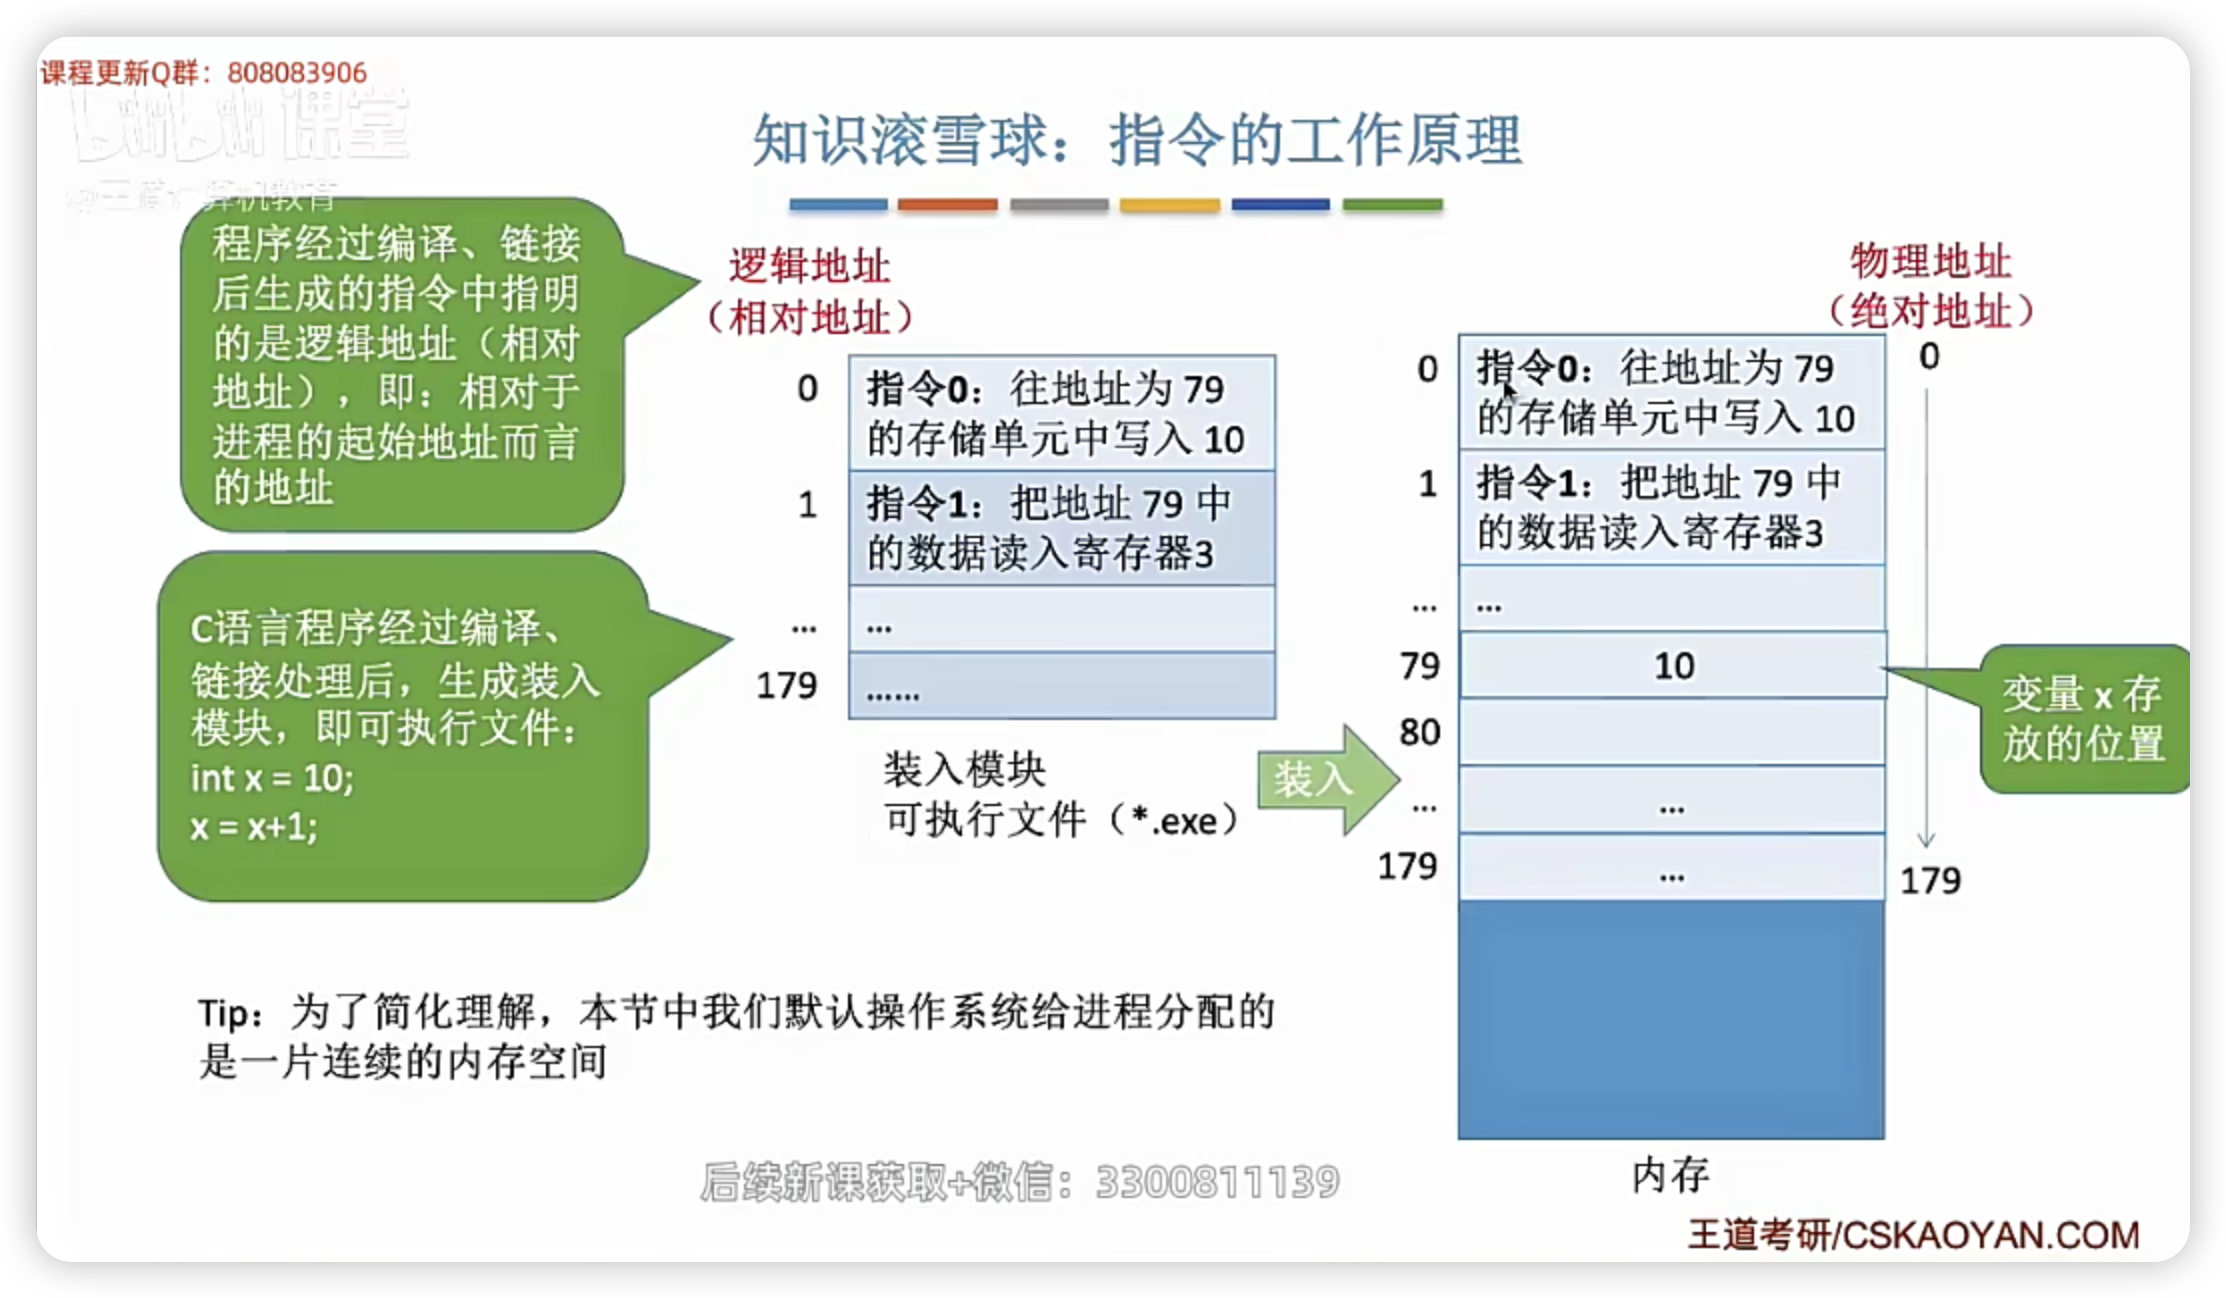 课程更新Q群：808083906
bilibili课堂
@王道计算机教育
知识滚雪球：指令的工作原理
程序经过编译、链接
后生成的指令中指明
的是逻辑地址（相对
地址），即：相对于
进程的起始地址而言
的地址
C语言程序经过编译、
链接处理后，生成装入
模块，即可执行文件：
int x = 10;
x = x+1;
逻辑地址
（相对地址）
0
指令0：往地址为 79
的存储单元中写入 10
1
指令1：把地址 79 中
的数据读入寄存器3
...
...
179
......
装入模块
可执行文件（*.exe）
装入
物理地址
（绝对地址）
0
指令0：往地址为 79
的存储单元中写入 10
0
1
指令1：把地址 79 中
的数据读入寄存器3
...
...
79
10
变量 x 存
放的位置
80
...
...
179
...
179
内存
Tip：为了简化理解，本节中我们默认操作系统给进程分配的
是一片连续的内存空间
后续新课获取+微信：3300811139
王道考研/CSKAOYAN.COM